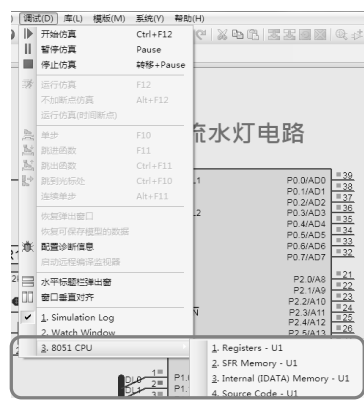 调试(D) 库(L) 模版(M) 系统(Y) 帮助(H)
开始仿真 Ctrl+F12
暂停仿真 Pause
停止仿真 转移+Pause
运行仿真 F12
不加断点仿真 Alt+F12
运行仿真(时间断点)
单步 F10
跳进函数 F11
跳出函数 Ctrl+F11
跳到光标处 Ctrl+F10
连续单步 Alt+F11
恢复弹出窗口
恢复可保存模型的数据
配置诊断信息
启动远程编译监视器
水平标题栏弹出窗
窗口垂直对齐
1. Simulation Log
2. Watch Window
3. 8051 CPU
1. Registers - U1
2. SFR Memory - U1
3. Internal (IDATA) Memory - U1
4. Source Code - U1
流水灯电路
P0.0/AD0 39
P0.1/AD1 38
P0.2/AD2 37
P0.3/AD3 36
P0.4/AD4 35
P0.5/AD5 34
P0.6/AD6 33
P0.7/AD7 32
P2.0/A8 21
P2.1/A9 22
P2.2/A10 23
P2.3/A11 24
P2.4/A12 25
P2.5/A13 26
DL0 1
DL1 2
3
P1.
P1.